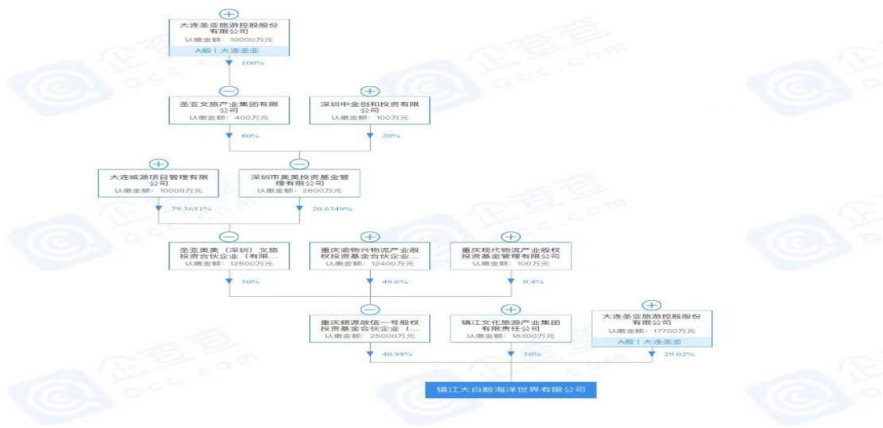 大连圣亚旅游控股股份
有限公司
认缴金额：10000万元
A股 | 大连圣亚
100%
圣亚文旅产业集团有限
公司
认缴金额：400万元
深圳中金创和投资有限
公司
认缴金额：100万元
80%
20%
大连城源项目管理有限
公司
认缴金额：10000万元
深圳市奥美投资基金管
理有限公司
认缴金额：2600万元
79.3651%
20.6349%
圣亚奥美（深圳）文旅
投资合伙企业（有限...
认缴金额：12500万元
重庆渝物兴物流产业股
权投资基金合伙企业...
认缴金额：12400万元
重庆现代物流产业股权
投资基金管理有限公司
认缴金额：100万元
50%
49.6%
0.4%
重庆顺源政信一号股权
投资基金合伙企业（...
认缴金额：25000万元
镇江文化旅游产业集团
有限责任公司
认缴金额：18300万元
大连圣亚旅游控股股份
有限公司
认缴金额：17700万元
A股 | 大连圣亚
40.98%
30%
29.02%
镇江大白鲸海洋世界有限公司
企查查
Qcc.com